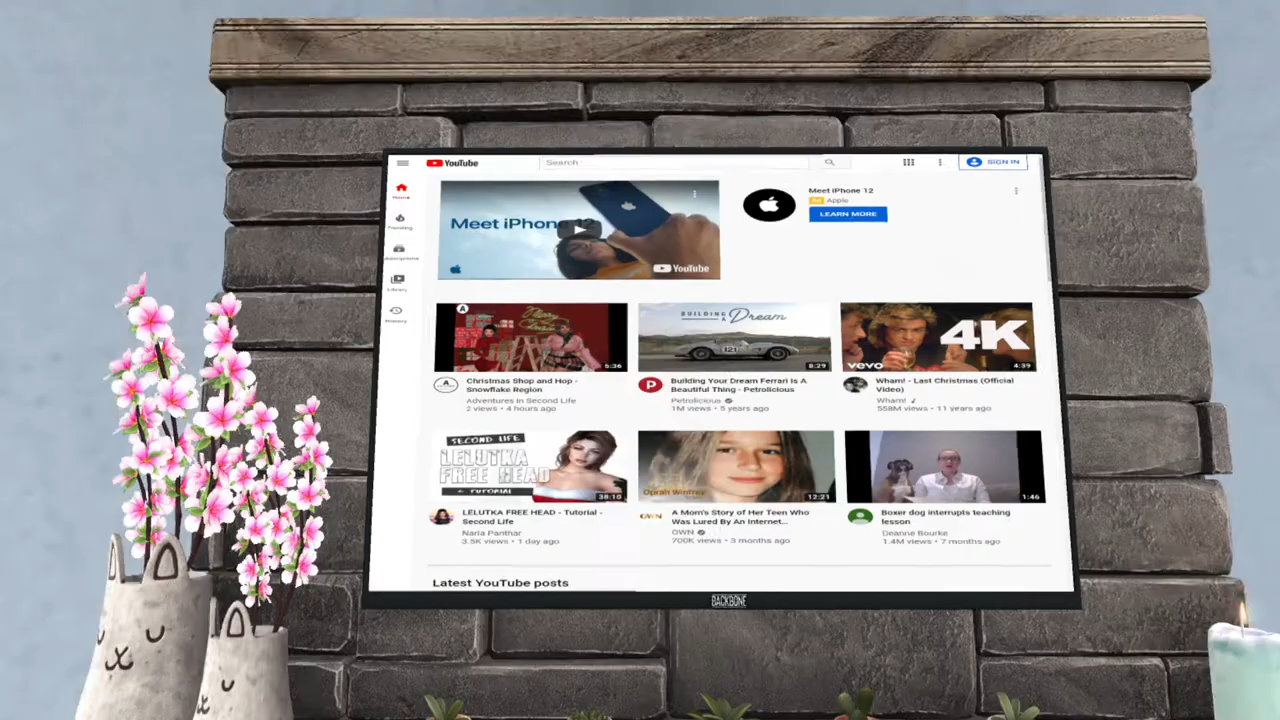 YouTube
Search
SIGN IN
Home
Trending
Subscriptions
Library
History
Meet iPhone 12
YouTube
Meet iPhone 12
Ad Apple
LEARN MORE
A
Merry
Christmas
5:36
BUILDING
A Dream
121
8:29
4K
vevo
4:39
Christmas Shop and Hop -
Snowflake Region
Adventures in Second Life
2 views • 4 hours ago
P
Building Your Dream Ferrari Is A
Beautiful Thing - Petrolicious
Petrolicious
1M views • 5 years ago
Wham! - Last Christmas (Official
Video)
Wham!
558M views • 11 years ago
SECOND LIFE
LELUTKA
FREE HEAD
TUTORIAL
38:10
Oprah Winfrey
12:21
1:46
LELUTKA FREE HEAD - Tutorial -
Second Life
Naria Panthar
3.5K views • 1 day ago
OWN
A Mom's Story of Her Teen Who
Was Lured By An Internet...
OWN
700K views • 3 months ago
Boxer dog interrupts teaching
lesson
Deanne Bourke
1.4M views • 7 months ago
Latest YouTube posts
BACKBONE